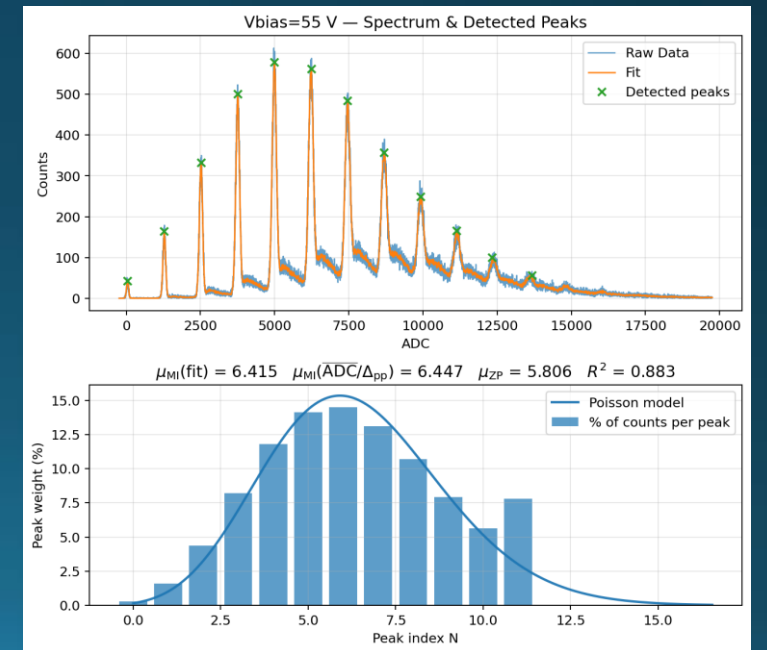 Vbias=55 V — Spectrum & Detected Peaks
600
500
400
300
200
100
0
Counts
Raw Data
Fit
Detected peaks
0 2500 5000 7500 10000 12500 15000 17500 20000
ADC
μMI(fit) = 6.415 μMI(A̅D̅C̅/Δpp) = 6.447 μZP = 5.806 R² = 0.883
15.0
12.5
10.0
7.5
5.0
2.5
0.0
Peak weight (%)
Poisson model
% of counts per peak
0.0 2.5 5.0 7.5 10.0 12.5 15.0
Peak index N